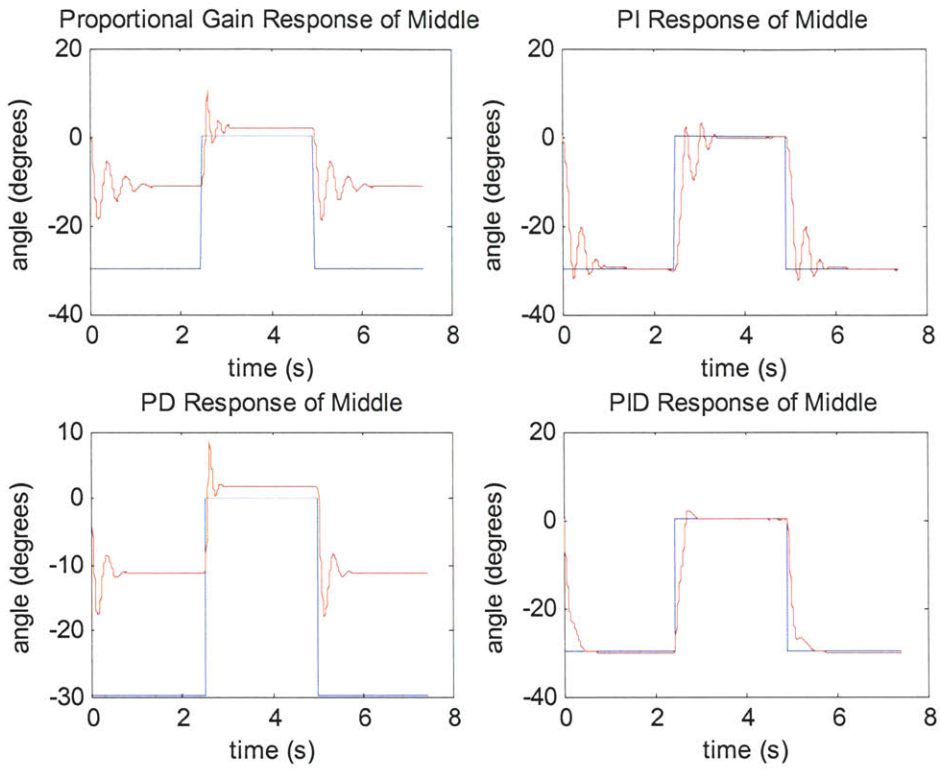 Proportional Gain Response of Middle
20
0
-20
-40
angle (degrees)
0 2 4 6 8
time (s)
PI Response of Middle
20
0
-20
-40
angle (degrees)
0 2 4 6 8
time (s)
PD Response of Middle
10
0
-10
-20
-30
angle (degrees)
0 2 4 6 8
time (s)
PID Response of Middle
20
0
-20
-40
angle (degrees)
0 2 4 6 8
time (s)